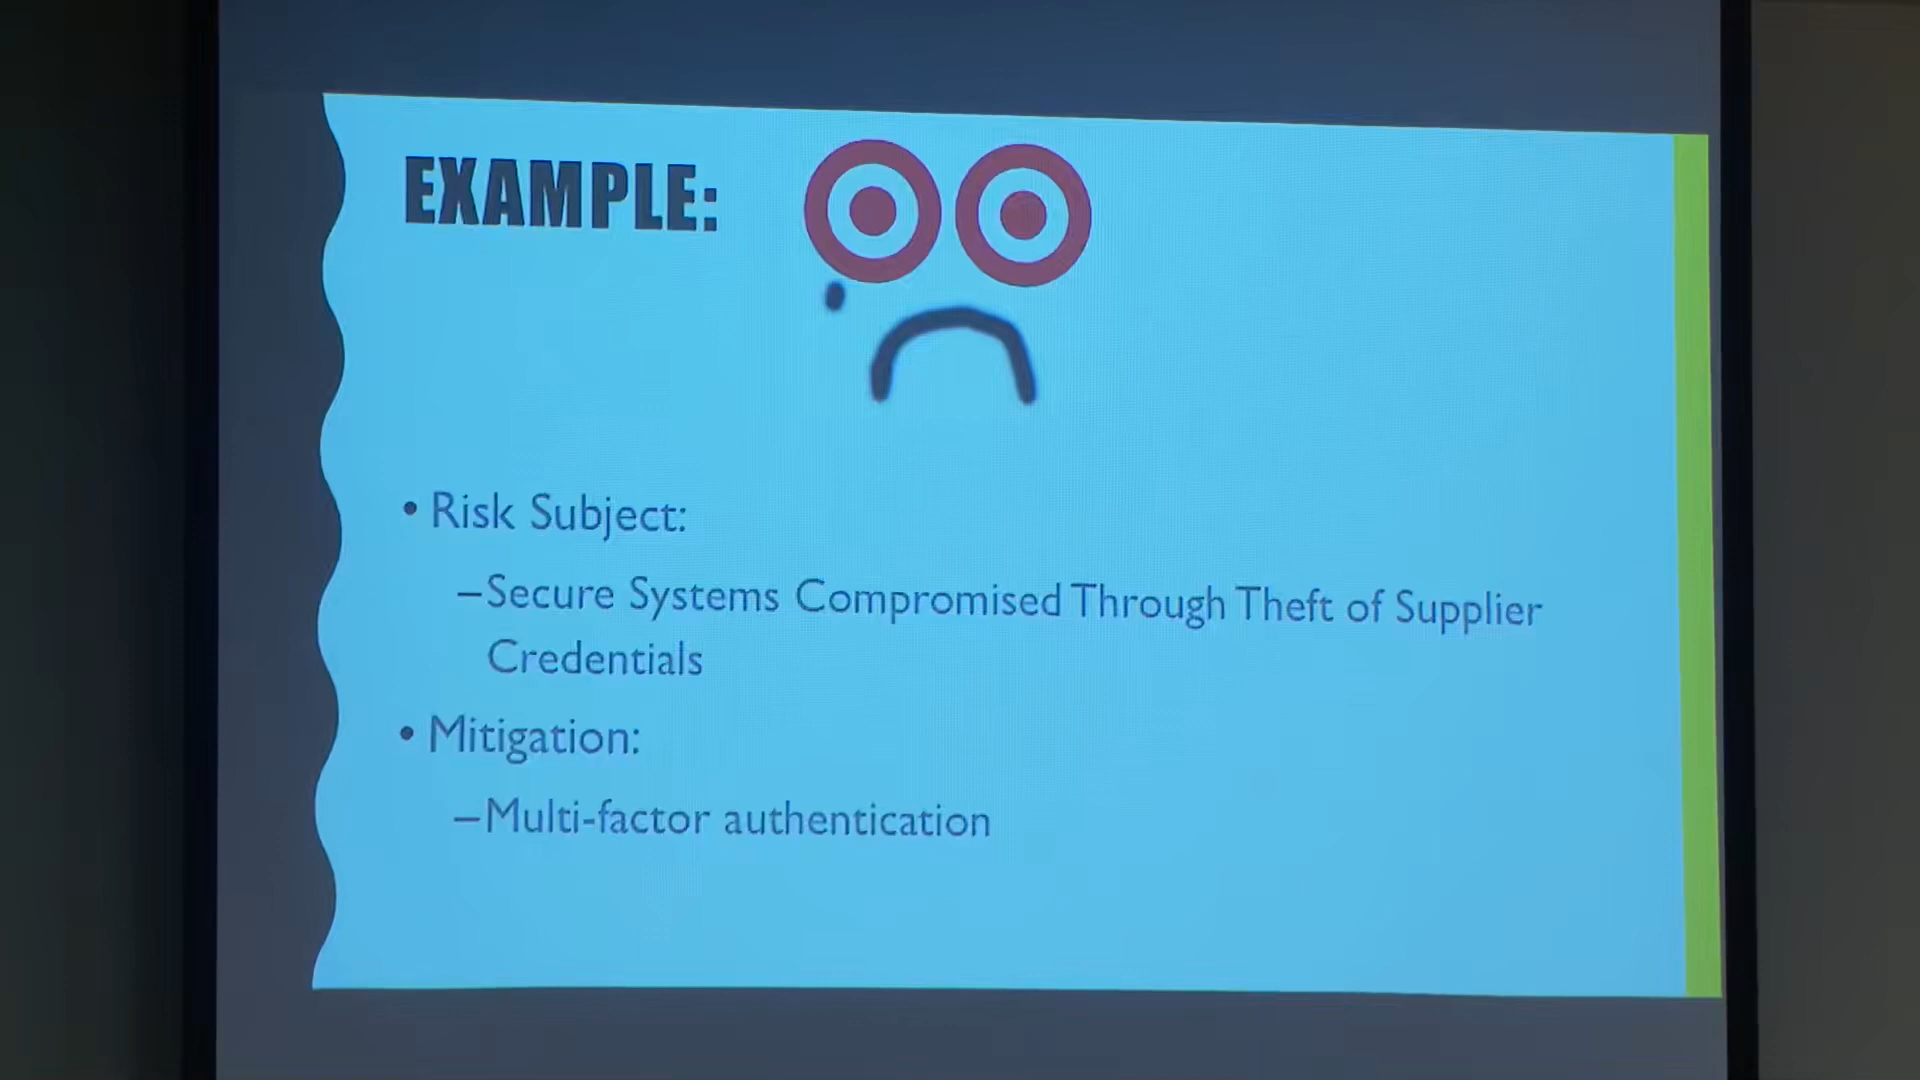 EXAMPLE:
• Risk Subject:
–Secure Systems Compromised Through Theft of Supplier
Credentials
• Mitigation:
–Multi-factor authentication